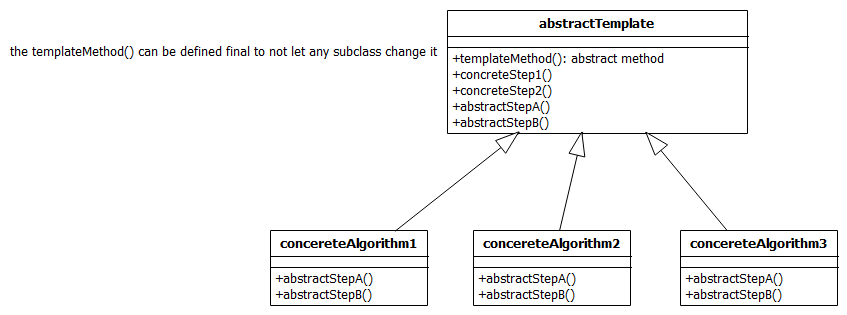 abstractTemplate
the templateMethod() can be defined final to not let any subclass change it
+templateMethod(): abstract method
+concreteStep1()
+concreteStep2()
+abstractStepA()
+abstractStepB()
concereteAlgorithm1
+abstractStepA()
+abstractStepB()
concereteAlgorithm2
+abstractStepA()
+abstractStepB()
concereteAlgorithm3
+abstractStepA()
+abstractStepB()